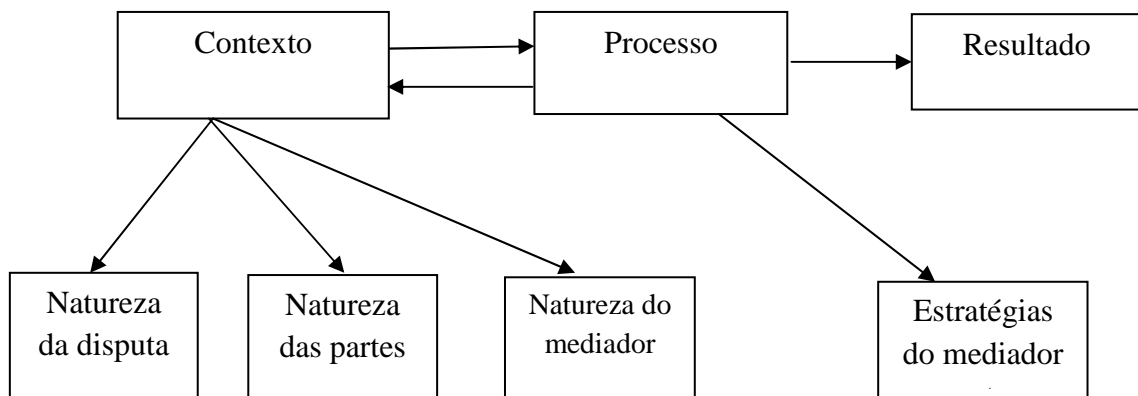 Contexto
Processo
Resultado
Natureza
da disputa
Natureza
das partes
Natureza do
mediador
Estratégias
do mediador